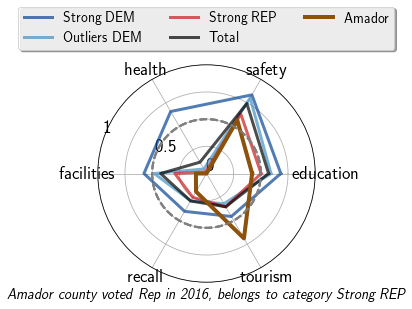 Strong DEM
Outliers DEM
Strong REP
Total
Amador
health
safety
1
0.5
0
facilities
education
recall
tourism
Amador county voted Rep in 2016, belongs to category Strong REP